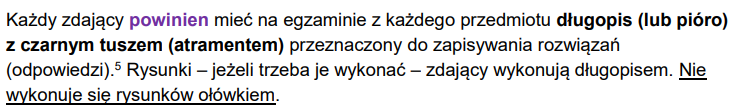 Każdy zdający powinien mieć na egzaminie z każdego przedmiotu długopis (lub pióro)
z czarnym tuszem (atramentem) przeznaczony do zapisywania rozwiązań
(odpowiedzi).⁵ Rysunki – jeżeli trzeba je wykonać – zdający wykonują długopisem. Nie
wykonuje się rysunków ołówkiem.